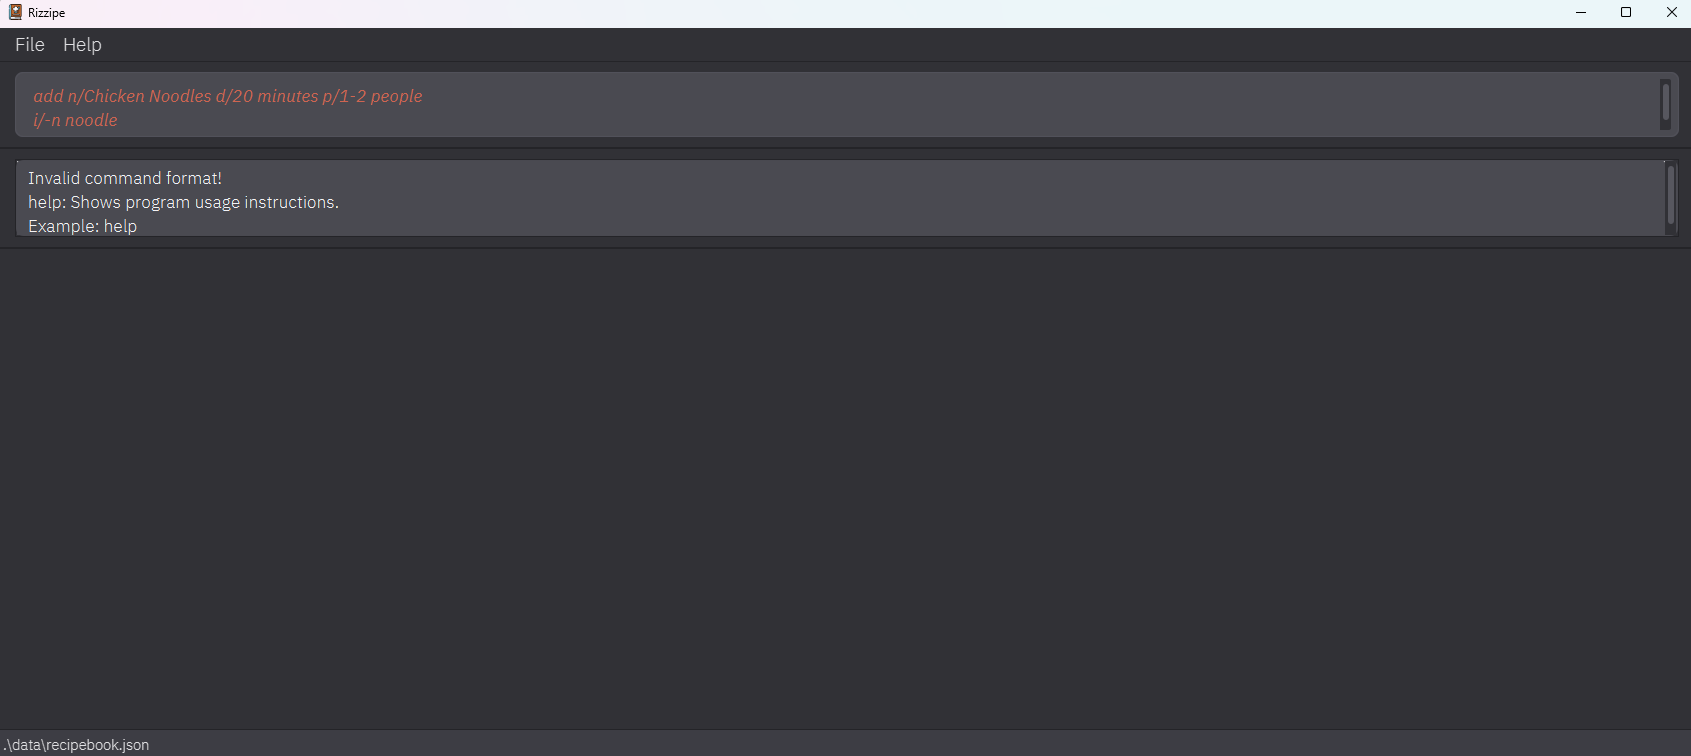 Rizzipe
File Help
add n/Chicken Noodles d/20 minutes p/1-2 people
i/-n noodle
Invalid command format!
help: Shows program usage instructions.
Example: help
.\data\recipebook.json